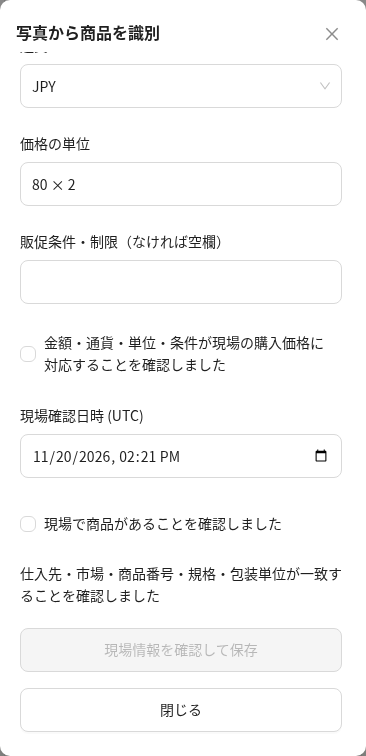 写真から商品を識別
JPY
価格の単位
80 × 2
販促条件・制限（なければ空欄）
金額・通貨・単位・条件が現場の購入価格に
対応することを確認しました
現場確認日時 (UTC)
11/20/2026, 02:21 PM
現場で商品があることを確認しました
仕入先・市場・商品番号・規格・包装単位が一致す
ることを確認しました
現場情報を確認して保存
閉じる